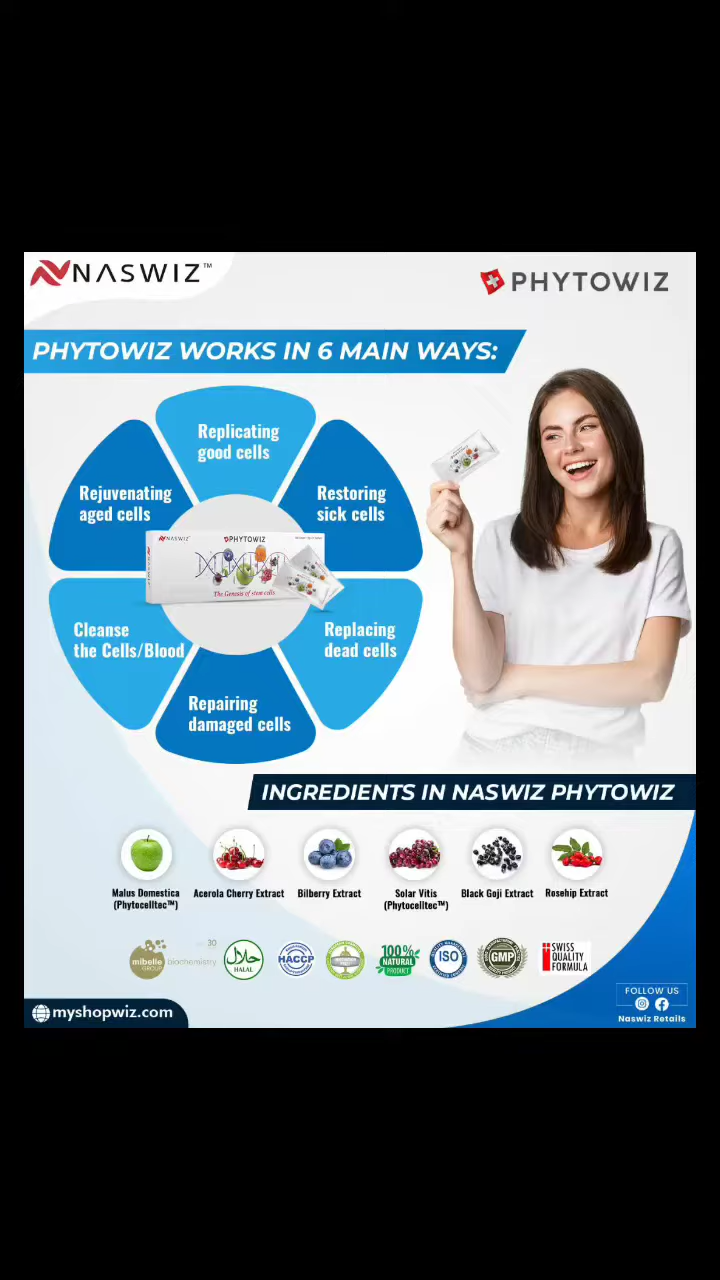 NASWIZ™
PHYTOWIZ
PHYTOWIZ WORKS IN 6 MAIN WAYS:
Replicating
good cells
Rejuvenating
aged cells
Restoring
sick cells
NASWIZ
PHYTOWIZ
The Genesis of stem cells
Cleanse
the Cells/Blood
Replacing
dead cells
Repairing
damaged cells
INGREDIENTS IN NASWIZ PHYTOWIZ
Malus Domestica
(Phytocelltec™)
Acerola Cherry Extract
Bilberry Extract
Solar Vitis
(Phytocelltec™)
Black Goji Extract
Rosehip Extract
mibelle
GROUP
30
biochemistry
حلال
HALAL
HACCP
100%
NATURAL
PRODUCT
ISO
GMP
SWISS
QUALITY
FORMULA
myshopwiz.com
FOLLOW US
Naswiz Retails